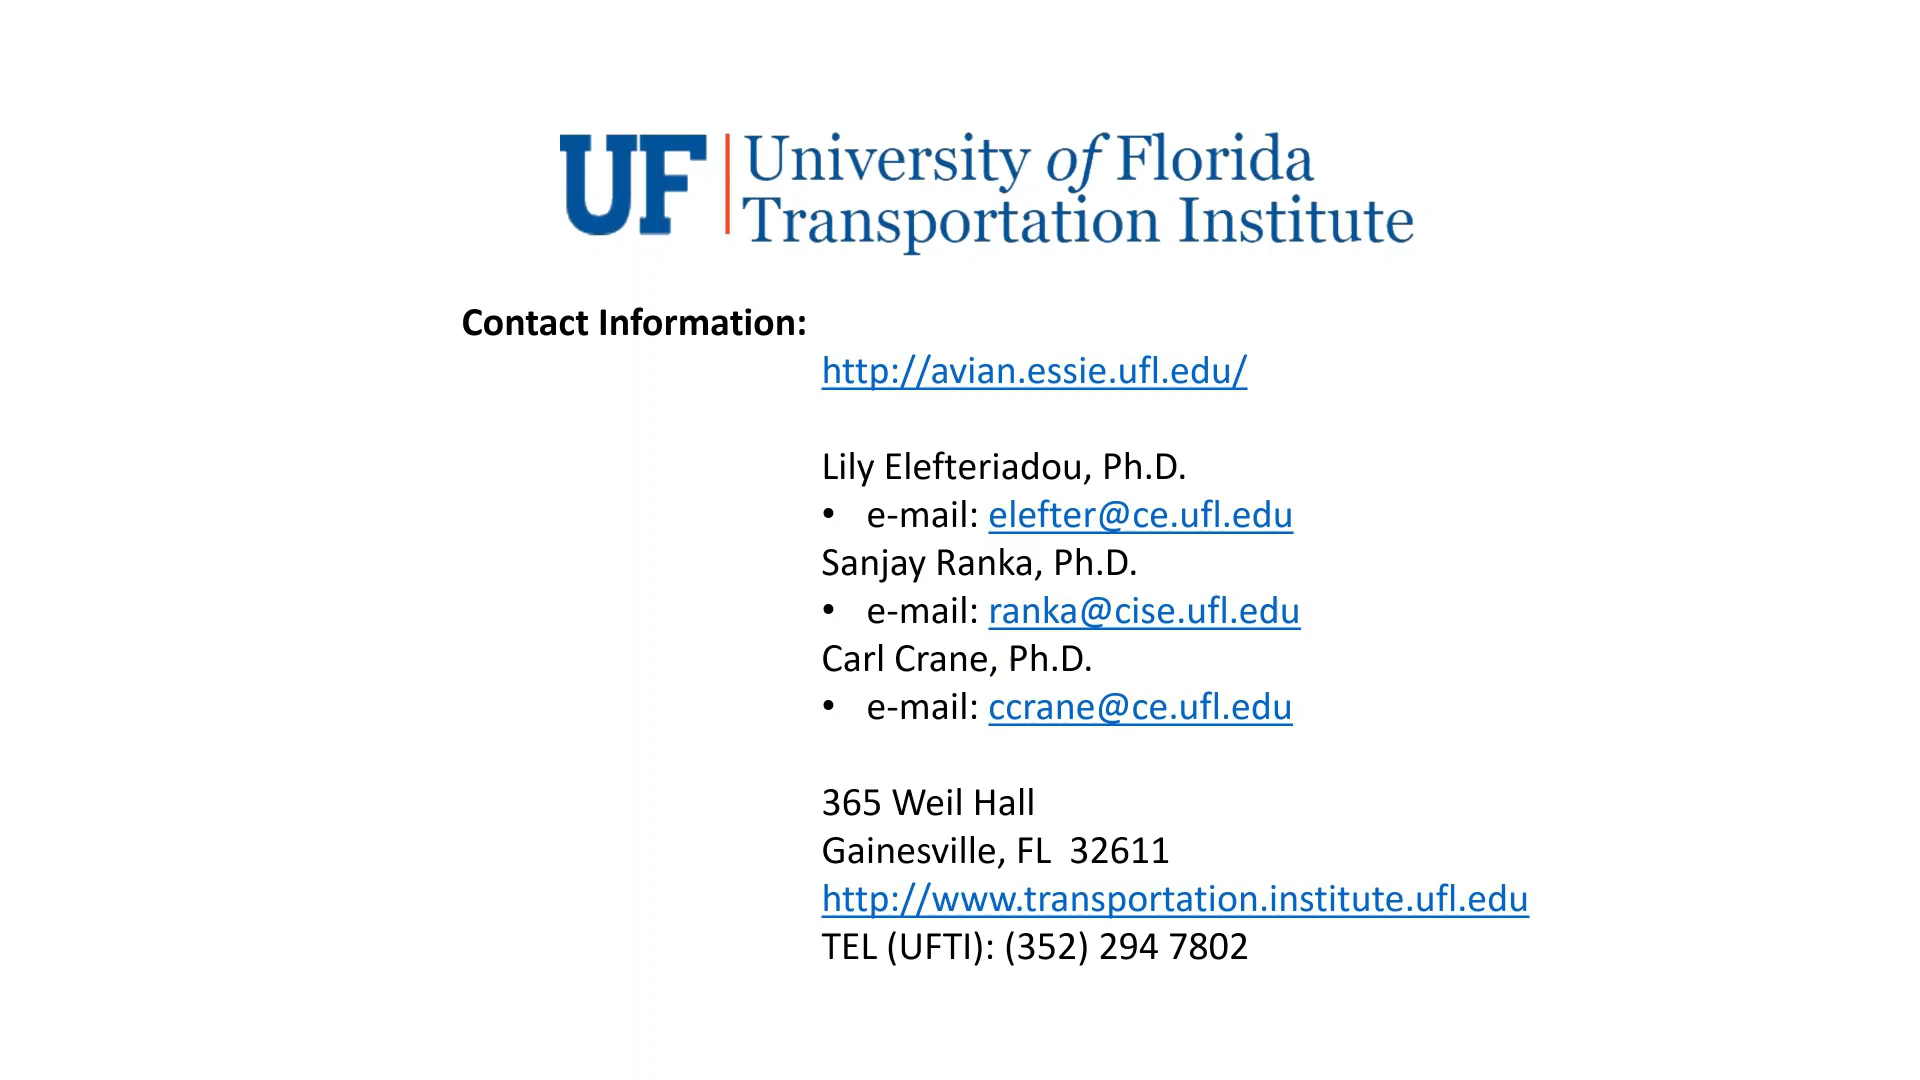 UF University of Florida
Transportation Institute
Contact Information:
http://avian.essie.ufl.edu/
Lily Elefteriadou, Ph.D.
• e-mail: elefter@ce.ufl.edu
Sanjay Ranka, Ph.D.
• e-mail: ranka@cise.ufl.edu
Carl Crane, Ph.D.
• e-mail: ccrane@ce.ufl.edu
365 Weil Hall
Gainesville, FL  32611
http://www.transportation.institute.ufl.edu
TEL (UFTI): (352) 294 7802